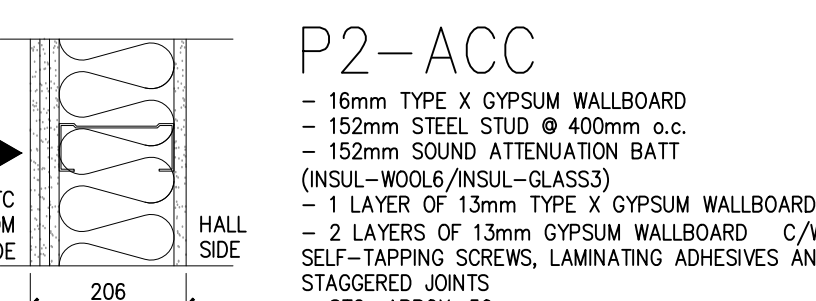 P2-ACC
- 16mm TYPE X GYPSUM WALLBOARD
- 152mm STEEL STUD @ 400mm o.c.
- 152mm SOUND ATTENUATION BATT
(INSUL-WOOL6/INSUL-GLASS3)
- 1 LAYER OF 13mm TYPE X GYPSUM WALLBOARD
- 2 LAYERS OF 13mm GYPSUM WALLBOARD C/W
SELF-TAPPING SCREWS, LAMINATING ADHESIVES AN
STAGGERED JOINTS
HALL
SIDE
206